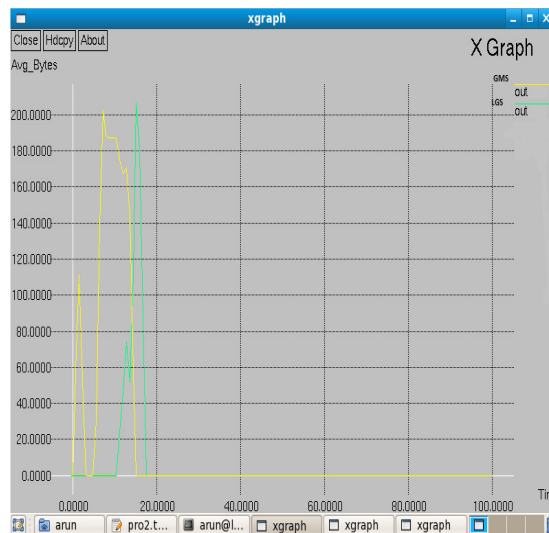 xgraph
Close Hdcpy About
X Graph
Avg_Bytes
GMS
out
LGS
out
200.0000
180.0000
160.0000
140.0000
120.0000
100.0000
80.0000
60.0000
40.0000
20.0000
0.0000
0.0000 20.0000 40.0000 60.0000 80.0000 100.0000
arun pro2.t... arun@l... xgraph xgraph xgraph